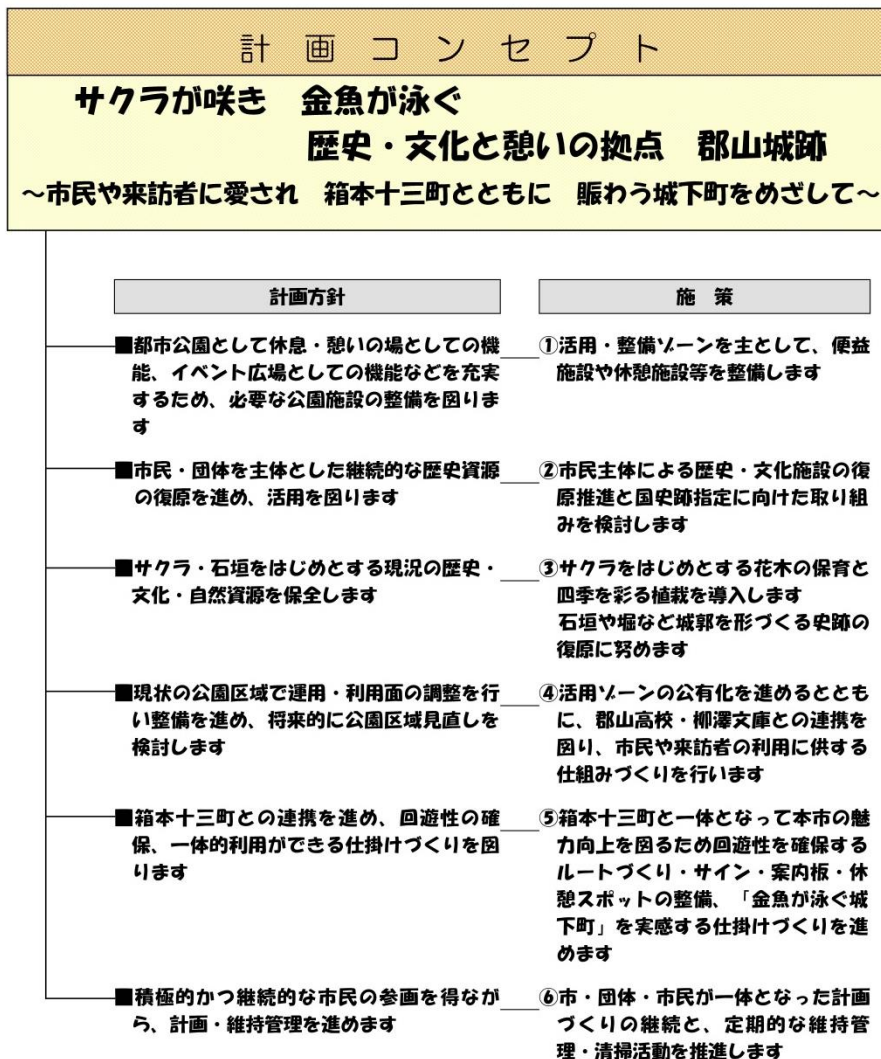 計画コンセプト
サクラが咲き 金魚が泳ぐ
歴史・文化と憩いの拠点 郡山城跡
～市民や来訪者に愛され 箱本十三町とともに 賑わう城下町をめざして～
計画方針
施 策
■都市公園として休息・憩いの場としての機
能、イベント広場としての機能などを充実
するため、必要な公園施設の整備を図りま
す
①活用・整備ゾーンを主として、便益
施設や休憩施設等を整備します
■市民・団体を主体とした継続的な歴史資源
の復原を進め、活用を図ります
②市民主体による歴史・文化施設の復
原推進と国史跡指定に向けた取り組
みを検討します
■サクラ・石垣をはじめとする現況の歴史・
文化・自然資源を保全します
③サクラをはじめとする花木の保育と
四季を彩る植栽を導入します
石垣や堀など城郭を形づくる史跡の
復原に努めます
■現状の公園区域で運用・利用面の調整を行
い整備を進め、将来的に公園区域見直しを
検討します
④活用ゾーンの公有化を進めるととも
に、郡山高校・柳澤文庫との連携を
図り、市民や来訪者の利用に供する
仕組みづくりを行います
■箱本十三町との連携を進め、回遊性の確
保、一体的利用ができる仕掛けづくりを図
ります
⑤箱本十三町と一体となって本市の魅
力向上を図るため回遊性を確保する
ルートづくり・サイン・案内板・休
憩スポットの整備、「金魚が泳ぐ城
下町」を実感する仕掛けづくりを進
めます
■積極的かつ継続的な市民の参画を得なが
ら、計画・維持管理を進めます
⑥市・団体・市民が一体となった計画
づくりの継続と、定期的な維持管
理・清掃活動を推進します